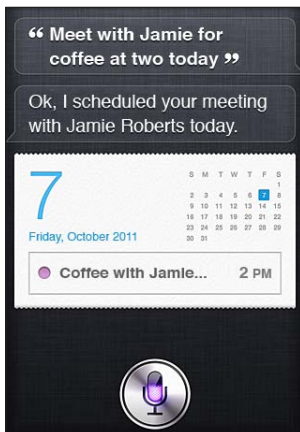 “ Meet with Jamie for
coffee at two today ”
Ok, I scheduled your meeting
with Jamie Roberts today.
7
Friday, October 2011
S M T W T F S
1
2 3 4 5 6 7 8
9 10 11 12 13 14 15
16 17 18 19 20 21 22
23 24 25 26 27 28 29
30 31
Coffee with Jamie... 2 PM